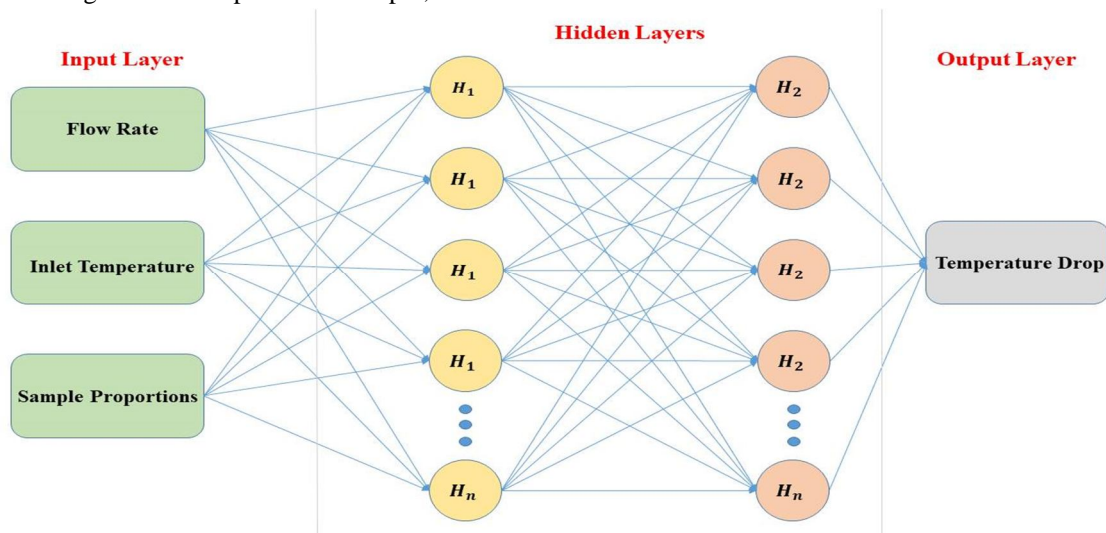 Hidden Layers
Input Layer
Output Layer
Flow Rate
Inlet Temperature
Sample Proportions
H₁
H₁
H₁
H₁
Hₙ
H₂
H₂
H₂
H₂
Hₙ
Temperature Drop